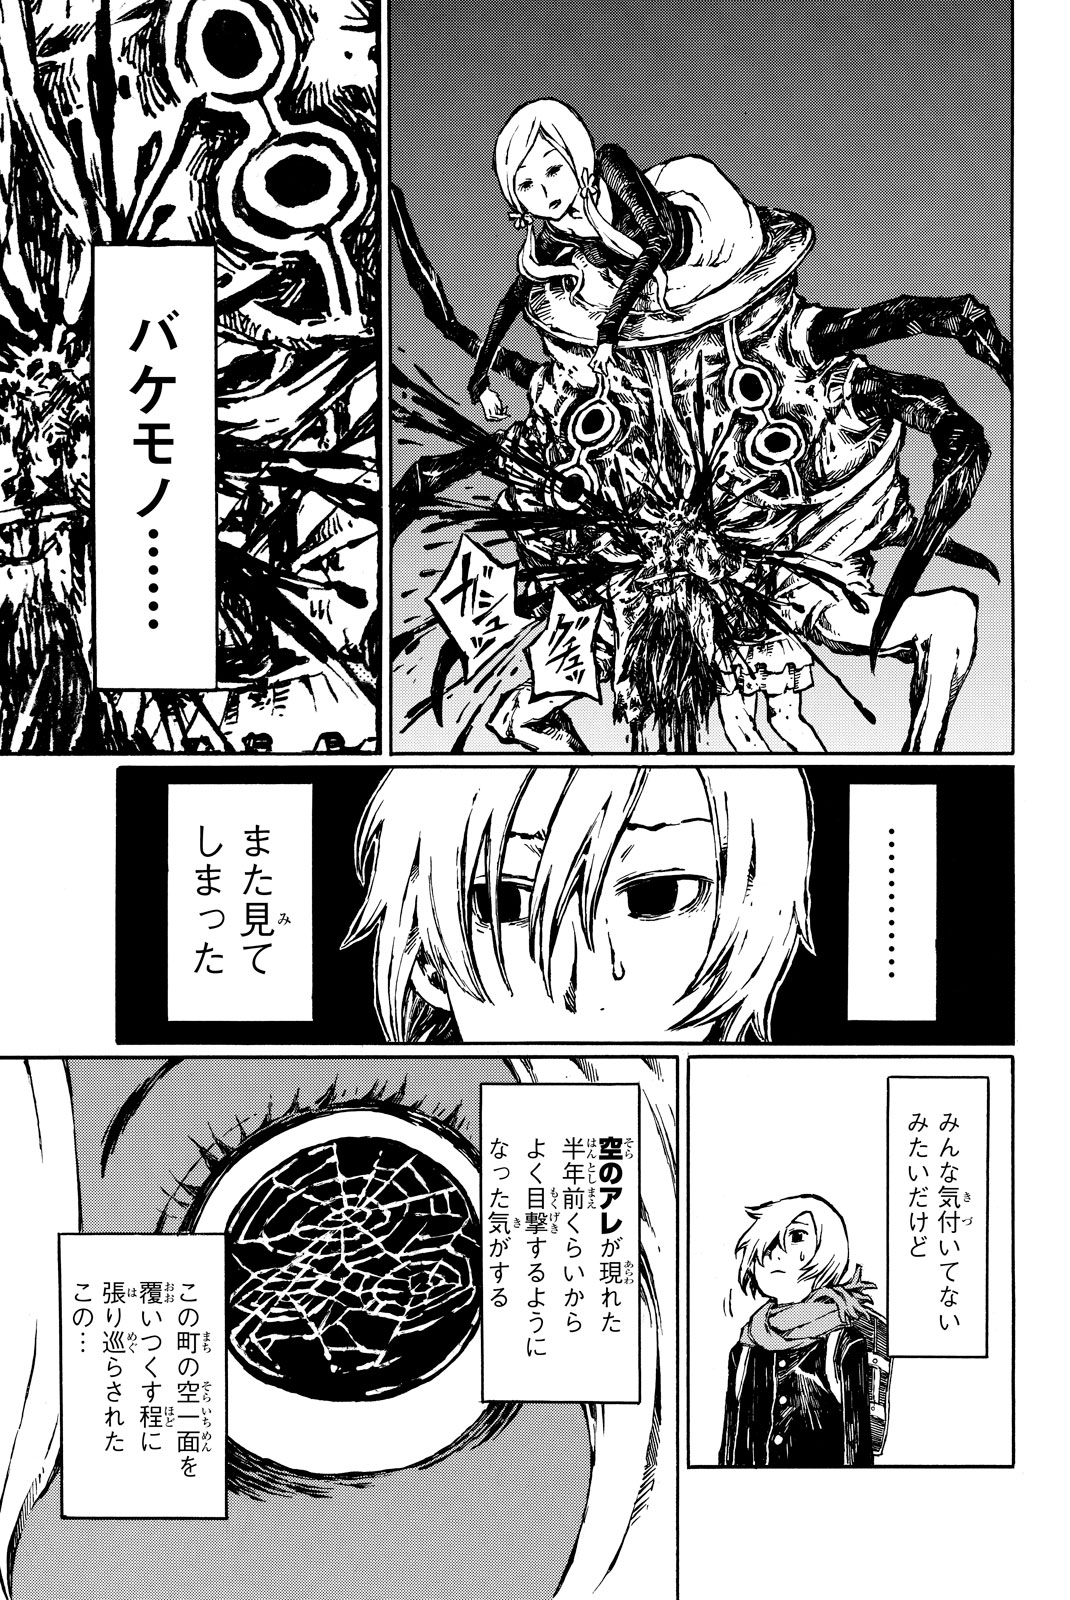 ガシュッ
グチュッ
バケモノ……
…………
また見て
しまった
みんな気付いてない
みたいだけど
空のアレが現れた
半年前くらいから
よく目撃するように
なった気がする
この町の空一面を
覆いつくす程に
張り巡らされた
この…